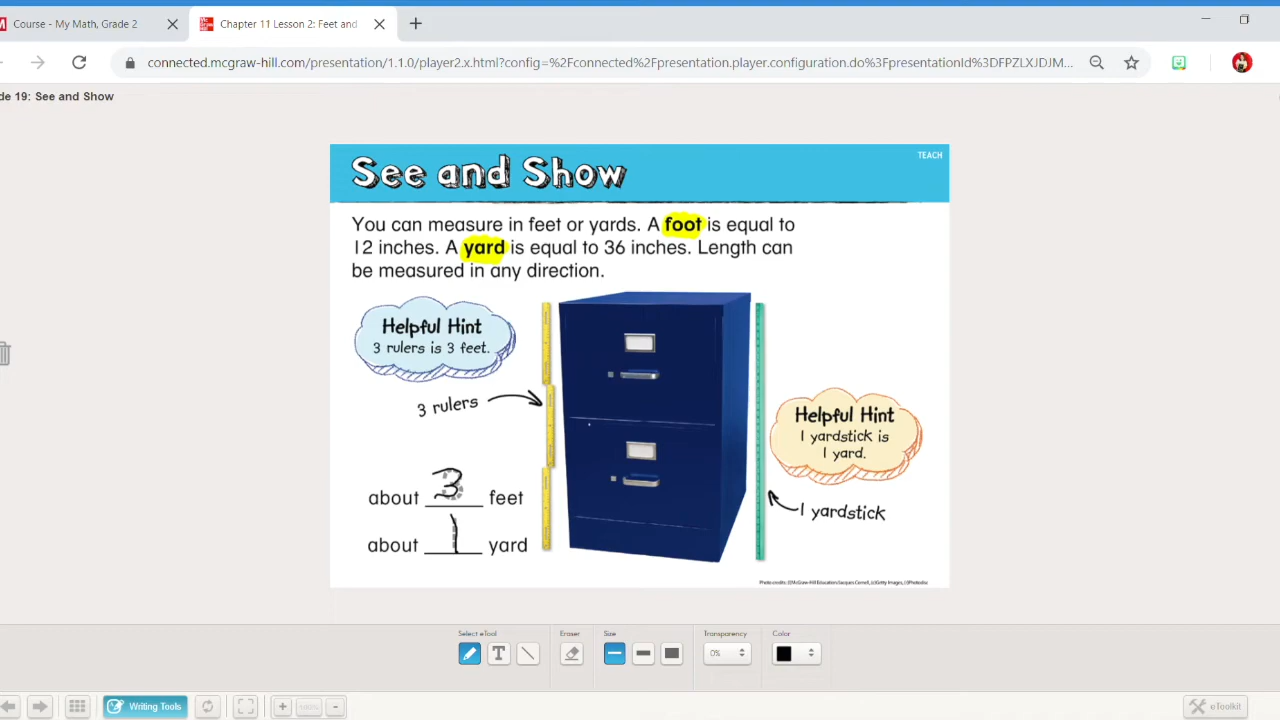 Course - My Math, Grade 2
Chapter 11 Lesson 2: Feet and
connected.mcgraw-hill.com/presentation/1.1.0/player2.x.html?config=%2Fconnected%2Fpresentation.player.configuration.do%3FpresentationId%3DFPZLXJDJM...
de 19: See and Show
See and Show
TEACH
You can measure in feet or yards. A foot is equal to
12 inches. A yard is equal to 36 inches. Length can
be measured in any direction.
Helpful Hint
3 rulers is 3 feet.
3 rulers
about 3 feet
about 1 yard
Helpful Hint
1 yardstick is
1 yard.
1 yardstick
Select eTool
Eraser
Size
Transparency
Color
0%
Writing Tools
eToolkit